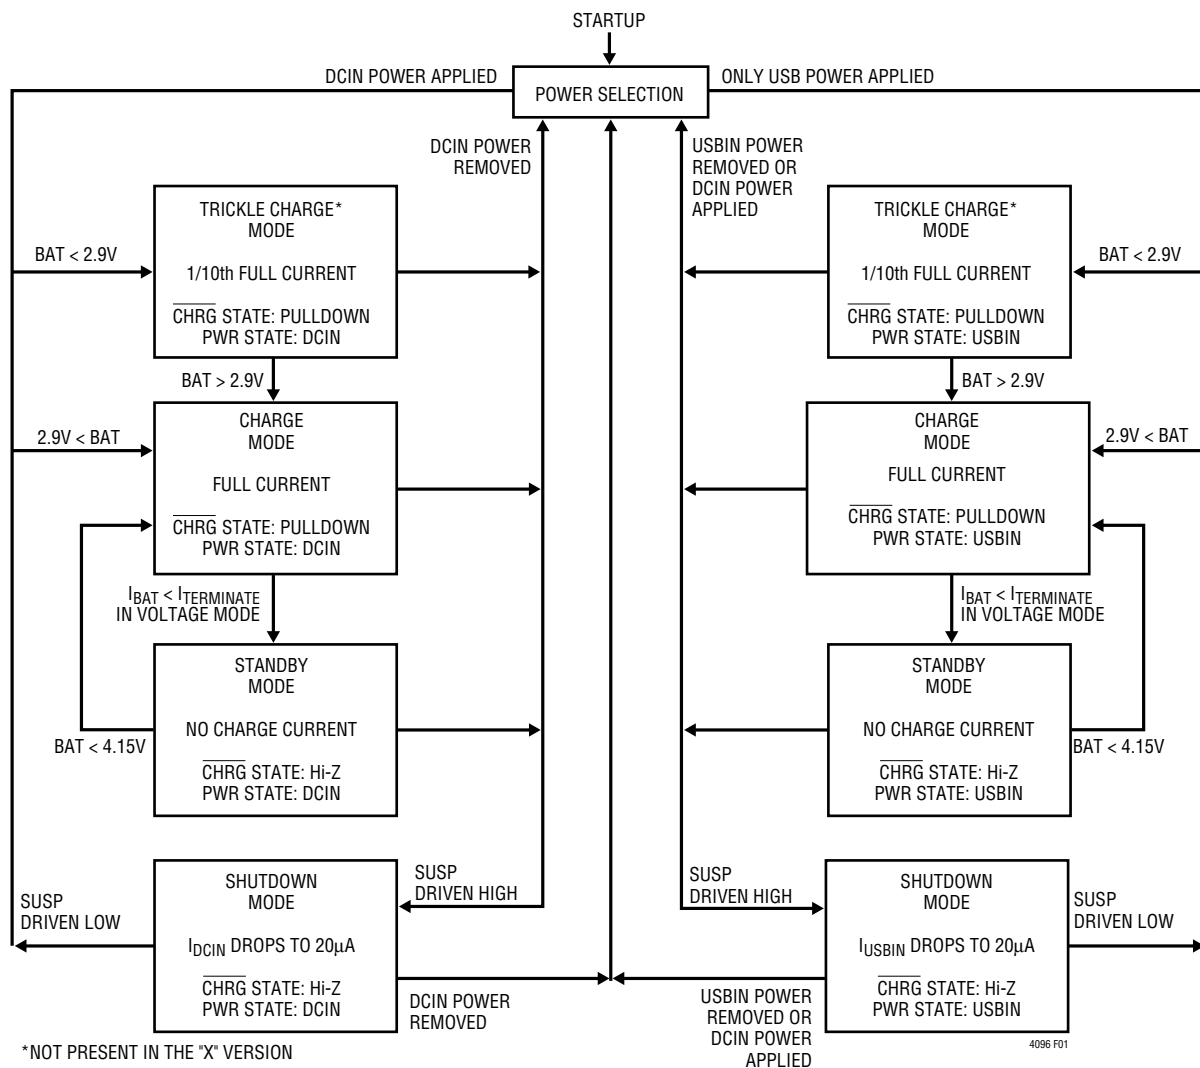 STARTUP
DCIN POWER APPLIED
POWER SELECTION
ONLY USB POWER APPLIED
DCIN POWER
REMOVED
USBIN POWER
REMOVED OR
DCIN POWER
APPLIED
TRICKLE CHARGE*
MODE
1/10th FULL CURRENT
CHRG STATE: PULLDOWN
PWR STATE: DCIN
BAT < 2.9V
BAT > 2.9V
CHARGE
MODE
FULL CURRENT
CHRG STATE: PULLDOWN
PWR STATE: DCIN
2.9V < BAT
IBAT < ITERMINATE
IN VOLTAGE MODE
STANDBY
MODE
NO CHARGE CURRENT
CHRG STATE: Hi-Z
PWR STATE: DCIN
BAT < 4.15V
SHUTDOWN
MODE
IDCIN DROPS TO 20µA
CHRG STATE: Hi-Z
PWR STATE: DCIN
SUSP
DRIVEN LOW
SUSP
DRIVEN HIGH
DCIN POWER
REMOVED
TRICKLE CHARGE*
MODE
1/10th FULL CURRENT
CHRG STATE: PULLDOWN
PWR STATE: USBIN
BAT < 2.9V
BAT > 2.9V
CHARGE
MODE
FULL CURRENT
CHRG STATE: PULLDOWN
PWR STATE: USBIN
2.9V < BAT
IBAT < ITERMINATE
IN VOLTAGE MODE
STANDBY
MODE
NO CHARGE CURRENT
CHRG STATE: Hi-Z
PWR STATE: USBIN
BAT < 4.15V
SUSP
DRIVEN HIGH
SHUTDOWN
MODE
IUSBIN DROPS TO 20µA
CHRG STATE: Hi-Z
PWR STATE: USBIN
SUSP
DRIVEN LOW
USBIN POWER
REMOVED OR
DCIN POWER
APPLIED
4096 F01
*NOT PRESENT IN THE "X" VERSION